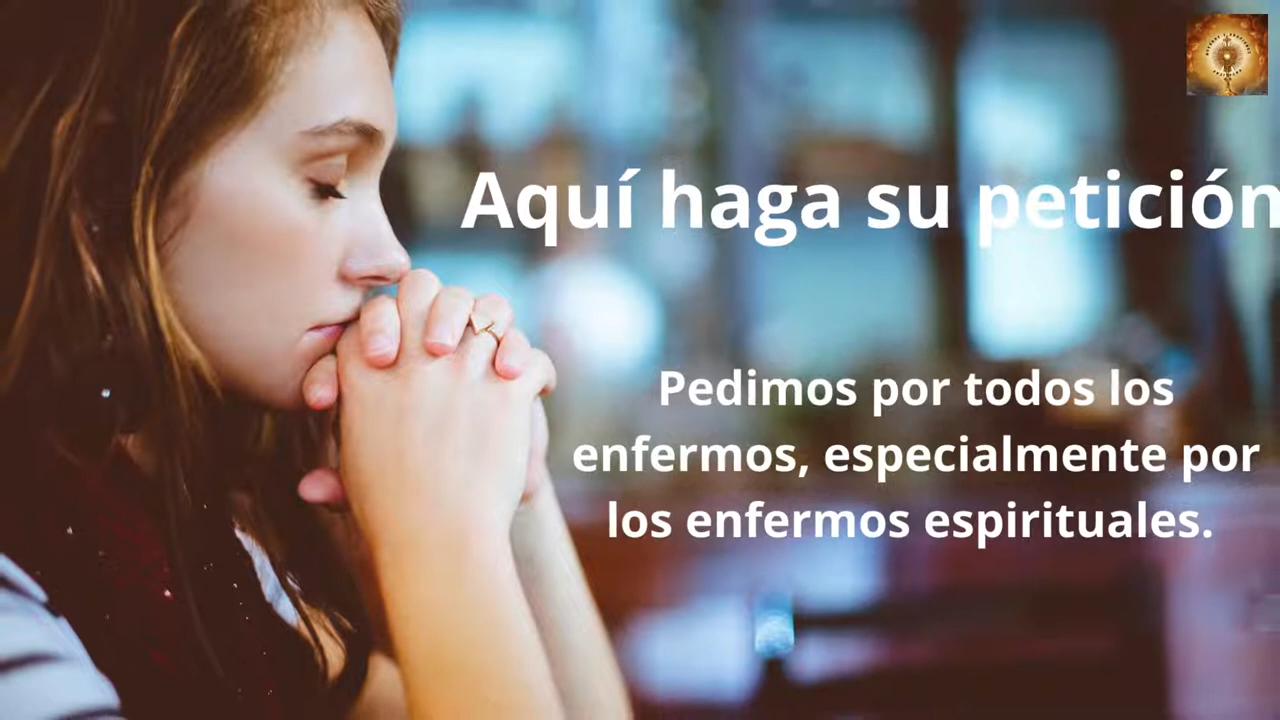 Aquí haga su petición
Pedimos por todos los
enfermos, especialmente por
los enfermos espirituales.